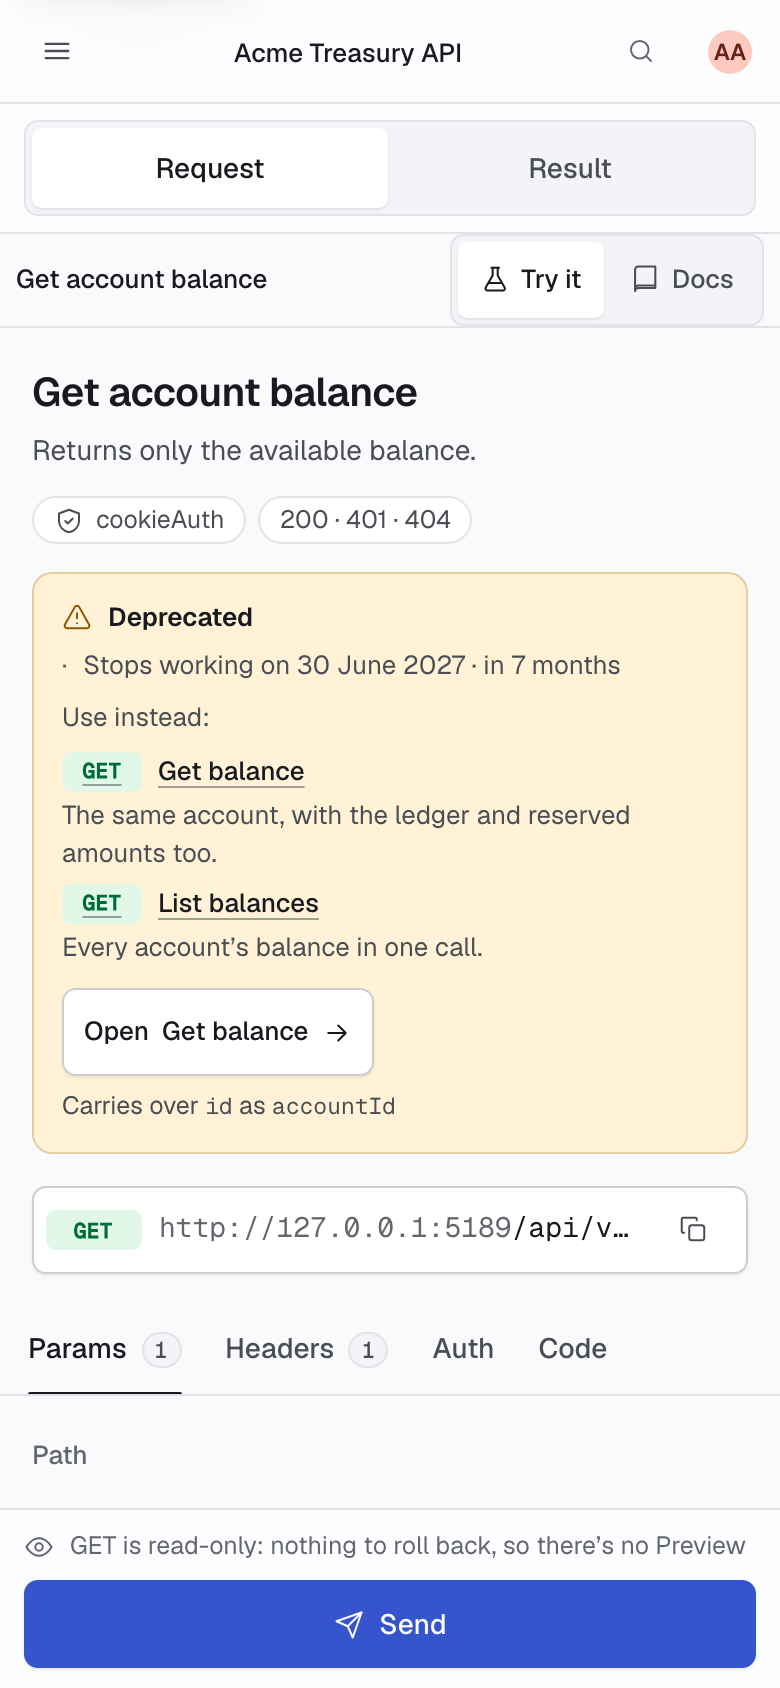 Acme Treasury API
AA
Request
Result
Get account balance
Try it
Docs
Get account balance
Returns only the available balance.
cookieAuth
200 · 401 · 404
Deprecated
· Stops working on 30 June 2027 · in 7 months
Use instead:
GET Get balance
The same account, with the ledger and reserved
amounts too.
GET List balances
Every account’s balance in one call.
Open Get balance →
Carries over id as accountId
GET http://127.0.0.1:5189/api/v…
Params 1
Headers 1
Auth
Code
Path
GET is read-only: nothing to roll back, so there’s no Preview
Send